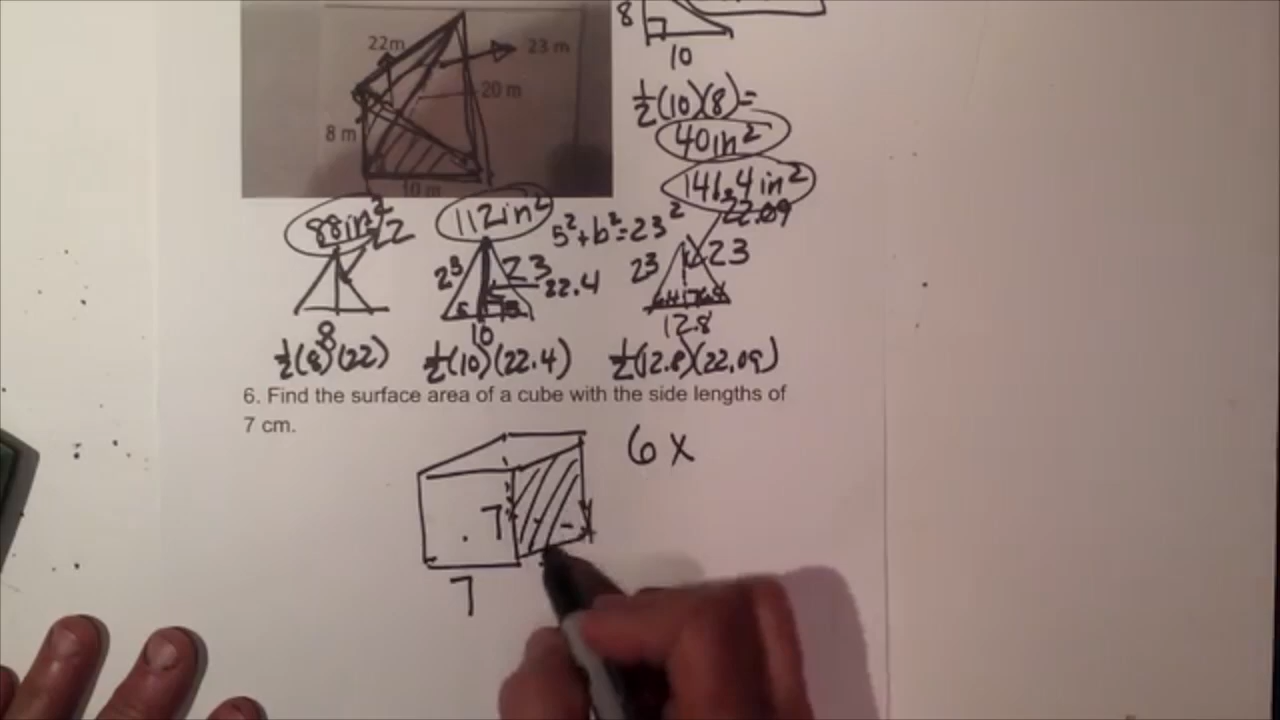 22m
23 m
20 m
8 m
10 m
8
10
½(10)(8)=
40in²
146.4in²
88in²
22
8
½(8)(22)
112in²
23
23
22.4
10
½(10)(22.4)
5²+b²=23²
22.09
23
23
12.8
½(12.8)(22.09)
6. Find the surface area of a cube with the side lengths of
7 cm.
6 x
7
7